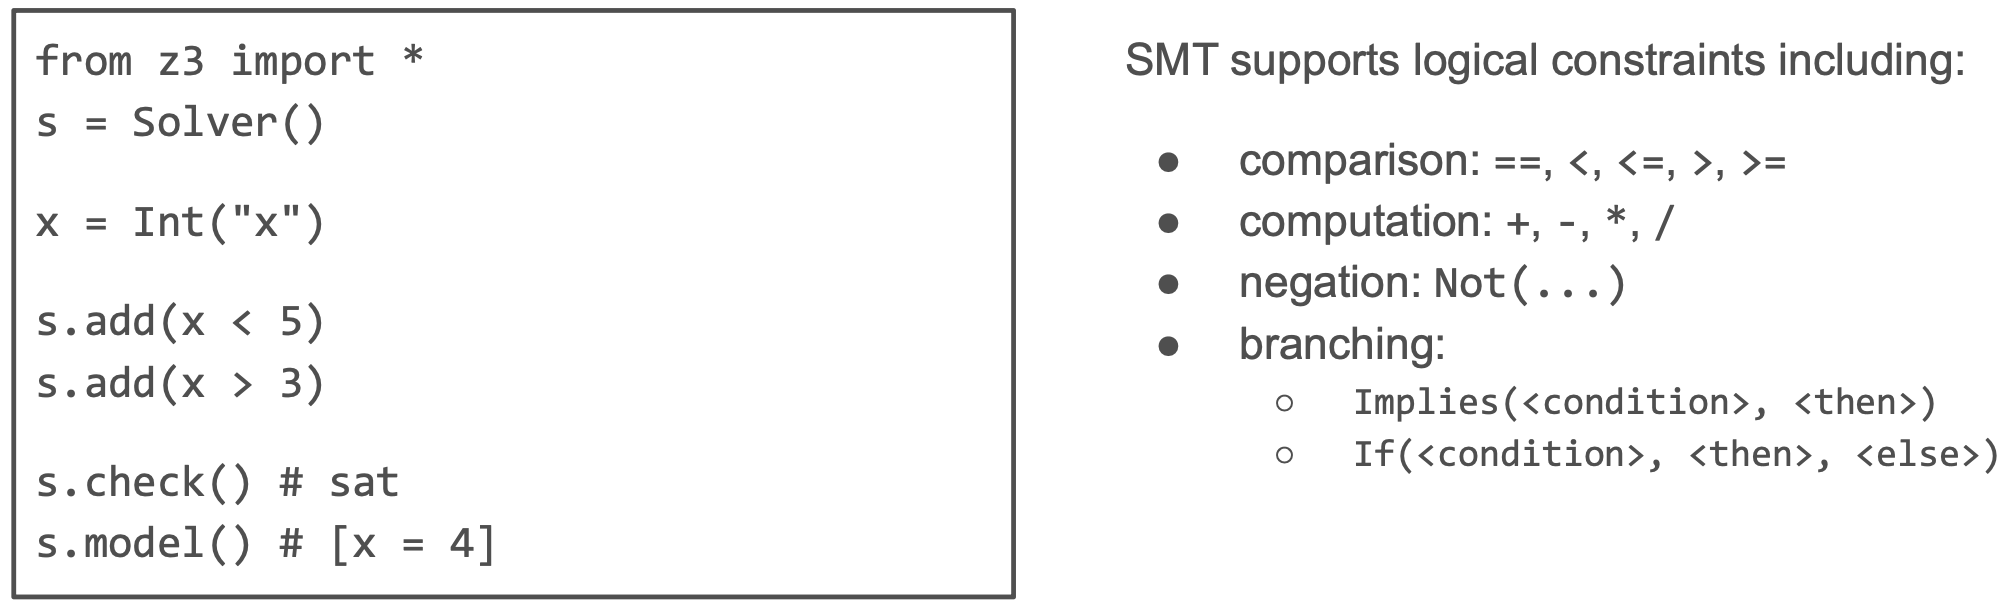 from z3 import *
s = Solver()
x = Int("x")
s.add(x < 5)
s.add(x > 3)
s.check() # sat
s.model() # [x = 4]
SMT supports logical constraints including:
● comparison: ==, <, <=, >, >=
● computation: +, -, *, /
● negation: Not(...)
● branching:
○ Implies(<condition>, <then>)
○ If(<condition>, <then>, <else>)